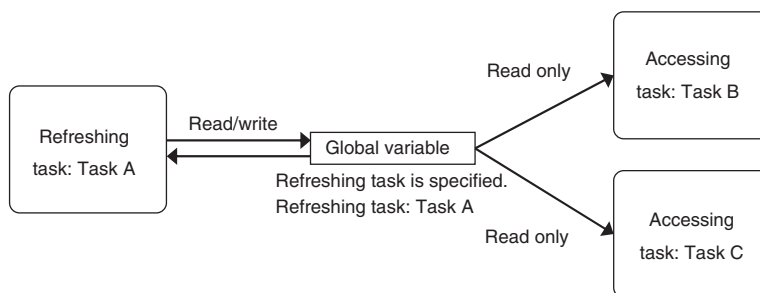 Refreshing
task: Task A
Read/write
Global variable
Refreshing task is specified.
Refreshing task: Task A
Read only
Accessing
task: Task B
Read only
Accessing
task: Task C